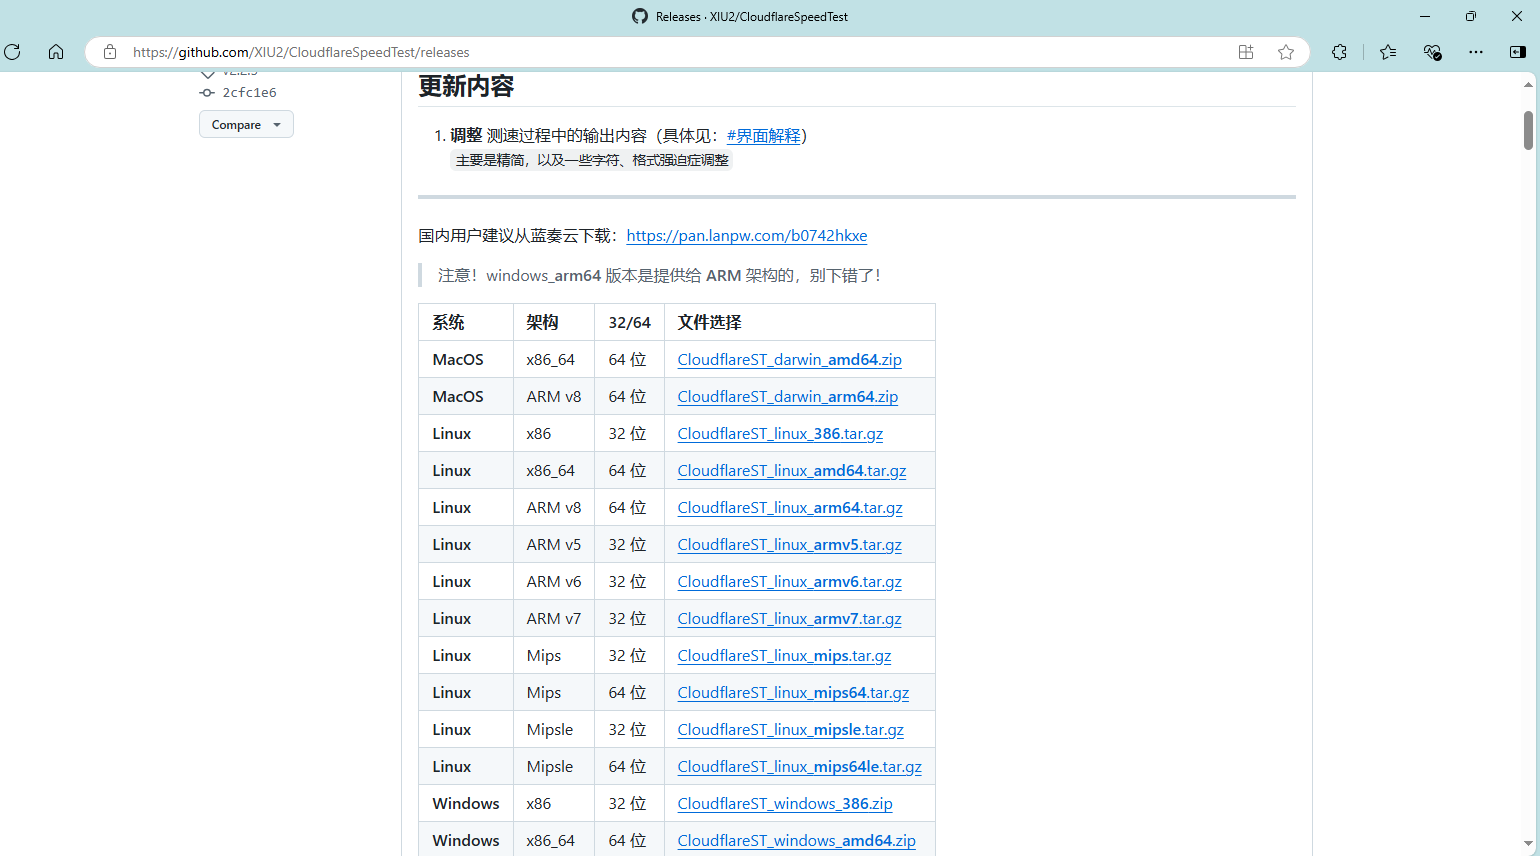 Releases · XIU2/CloudflareSpeedTest
https://github.com/XIU2/CloudflareSpeedTest/releases
2cfc1e6
Compare
更新内容
1. 调整 测速过程中的输出内容（具体见：#界面解释）
主要是精简，以及一些字符、格式强迫症调整
国内用户建议从蓝奏云下载：https://pan.lanpw.com/b0742hkxe
注意！windows_arm64 版本是提供给 ARM 架构的，别下错了！
系统 架构 32/64 文件选择
MacOS x86_64 64 位 CloudflareST_darwin_amd64.zip
MacOS ARM v8 64 位 CloudflareST_darwin_arm64.zip
Linux x86 32 位 CloudflareST_linux_386.tar.gz
Linux x86_64 64 位 CloudflareST_linux_amd64.tar.gz
Linux ARM v8 64 位 CloudflareST_linux_arm64.tar.gz
Linux ARM v5 32 位 CloudflareST_linux_armv5.tar.gz
Linux ARM v6 32 位 CloudflareST_linux_armv6.tar.gz
Linux ARM v7 32 位 CloudflareST_linux_armv7.tar.gz
Linux Mips 32 位 CloudflareST_linux_mips.tar.gz
Linux Mips 64 位 CloudflareST_linux_mips64.tar.gz
Linux Mipsle 32 位 CloudflareST_linux_mipsle.tar.gz
Linux Mipsle 64 位 CloudflareST_linux_mips64le.tar.gz
Windows x86 32 位 CloudflareST_windows_386.zip
Windows x86_64 64 位 CloudflareST_windows_amd64.zip